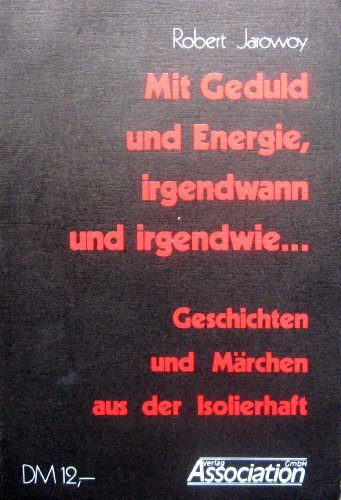 Robert Jarowoy
Mit Geduld
und Energie,
irgendwann
und irgendwie...
Geschichten
und Märchen
aus der Isolierhaft
DM 12,–
verlag GmbH
Association